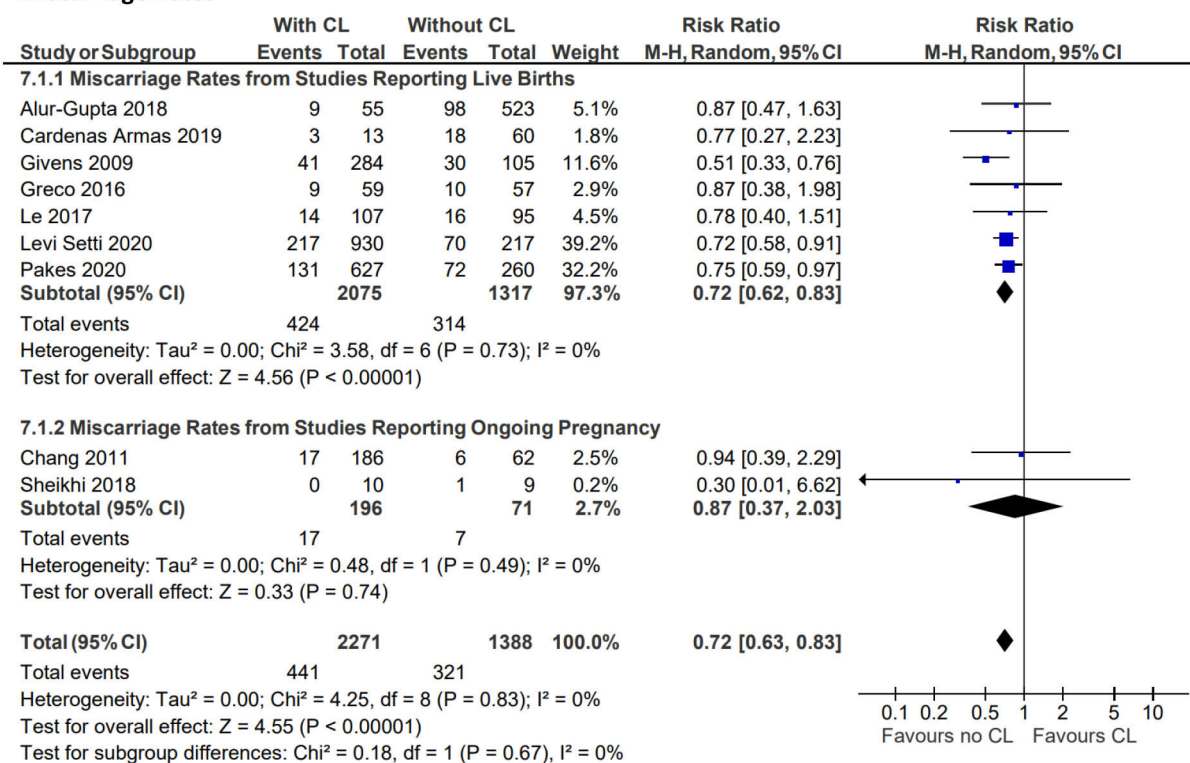 With CL Without CL Risk Ratio Risk Ratio
Study or Subgroup Events Total Events Total Weight M-H, Random, 95% CI M-H, Random, 95% CI
7.1.1 Miscarriage Rates from Studies Reporting Live Births
Alur-Gupta 2018 9 55 98 523 5.1% 0.87 [0.47, 1.63]
Cardenas Armas 2019 3 13 18 60 1.8% 0.77 [0.27, 2.23]
Givens 2009 41 284 30 105 11.6% 0.51 [0.33, 0.76]
Greco 2016 9 59 10 57 2.9% 0.87 [0.38, 1.98]
Le 2017 14 107 16 95 4.5% 0.78 [0.40, 1.51]
Levi Setti 2020 217 930 70 217 39.2% 0.72 [0.58, 0.91]
Pakes 2020 131 627 72 260 32.2% 0.75 [0.59, 0.97]
Subtotal (95% CI) 2075 1317 97.3% 0.72 [0.62, 0.83]
Total events 424 314
Heterogeneity: Tau² = 0.00; Chi² = 3.58, df = 6 (P = 0.73); I² = 0%
Test for overall effect: Z = 4.56 (P < 0.00001)
7.1.2 Miscarriage Rates from Studies Reporting Ongoing Pregnancy
Chang 2011 17 186 6 62 2.5% 0.94 [0.39, 2.29]
Sheikhi 2018 0 10 1 9 0.2% 0.30 [0.01, 6.62]
Subtotal (95% CI) 196 71 2.7% 0.87 [0.37, 2.03]
Total events 17 7
Heterogeneity: Tau² = 0.00; Chi² = 0.48, df = 1 (P = 0.49); I² = 0%
Test for overall effect: Z = 0.33 (P = 0.74)
Total (95% CI) 2271 1388 100.0% 0.72 [0.63, 0.83]
Total events 441 321
Heterogeneity: Tau² = 0.00; Chi² = 4.25, df = 8 (P = 0.83); I² = 0%
Test for overall effect: Z = 4.55 (P < 0.00001)
Test for subgroup differences: Chi² = 0.18, df = 1 (P = 0.67), I² = 0%
0.1 0.2 0.5 1 2 5 10
Favours no CL Favours CL